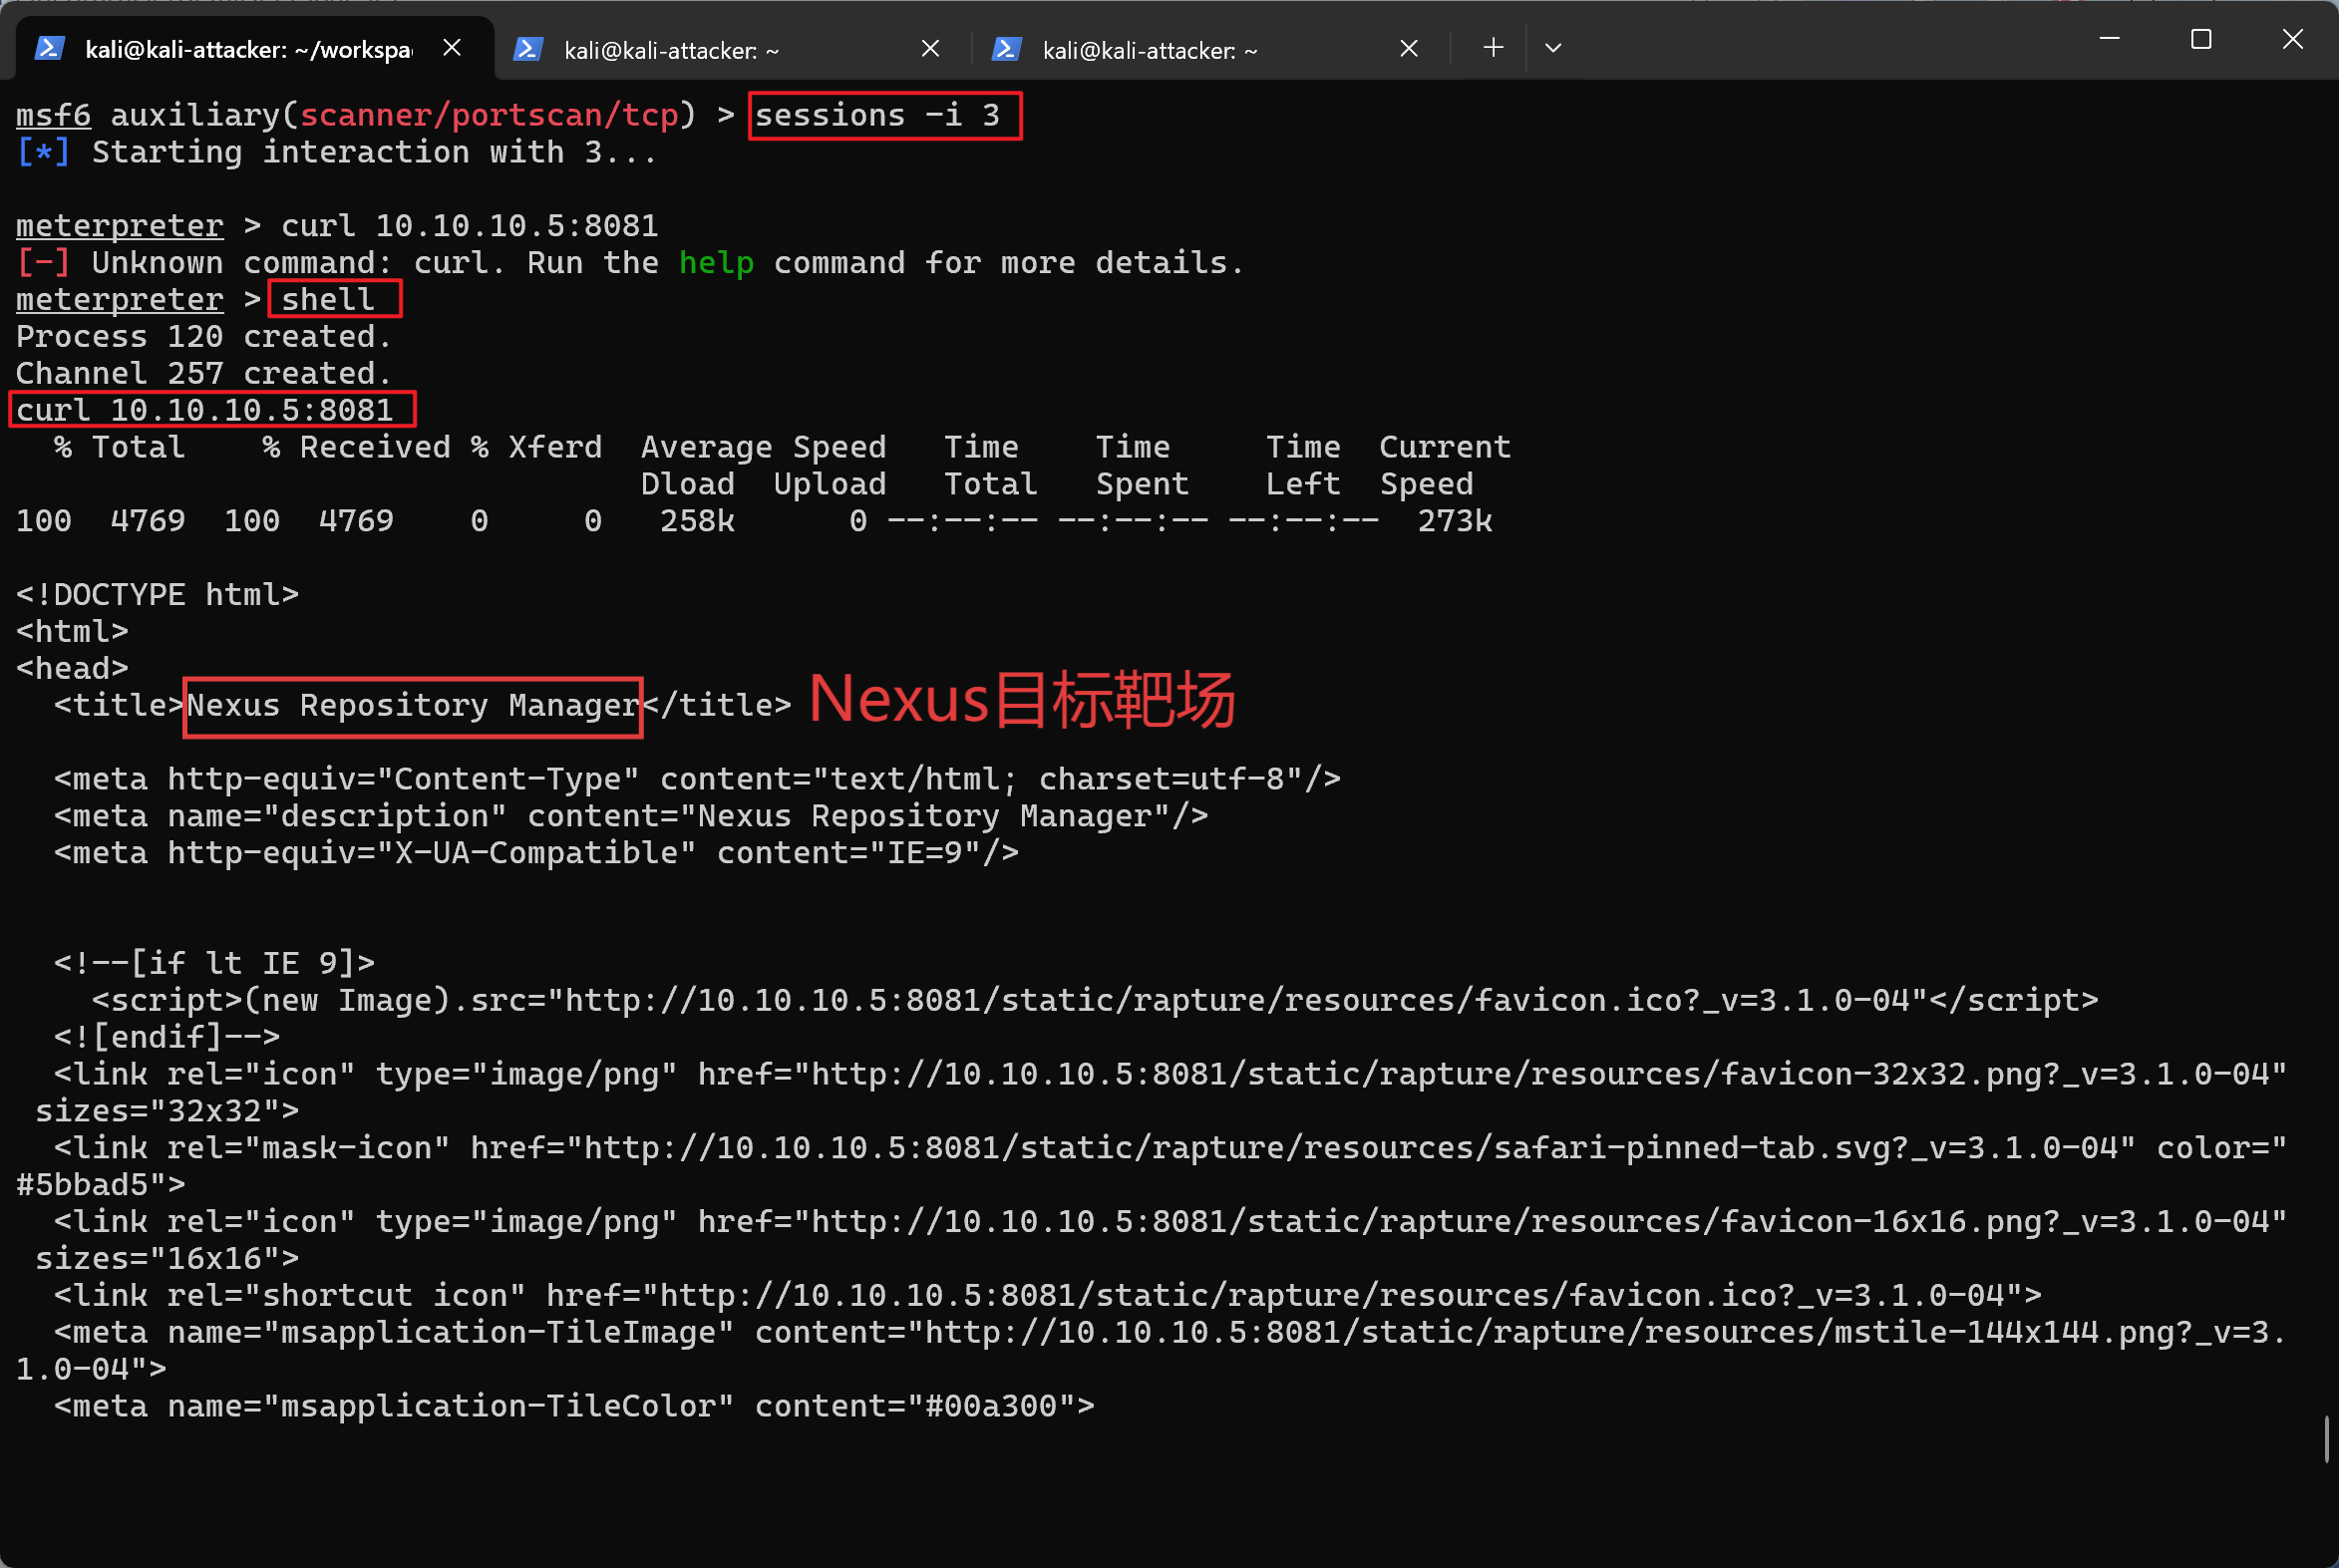 kali@kali-attacker: ~/workspa
kali@kali-attacker: ~
kali@kali-attacker: ~
msf6 auxiliary(scanner/portscan/tcp) > sessions -i 3
[*] Starting interaction with 3...
meterpreter > curl 10.10.10.5:8081
[-] Unknown command: curl. Run the help command for more details.
meterpreter > shell
Process 120 created.
Channel 257 created.
curl 10.10.10.5:8081
  % Total    % Received % Xferd  Average Speed   Time    Time     Time  Current
                                 Dload  Upload   Total   Spent    Left  Speed
100  4769  100  4769    0     0   258k      0 --:--:-- --:--:-- --:--:--  273k
<!DOCTYPE html>
<html>
<head>
  <title>Nexus Repository Manager</title> Nexus目标靶场
  <meta http-equiv="Content-Type" content="text/html; charset=utf-8"/>
  <meta name="description" content="Nexus Repository Manager"/>
  <meta http-equiv="X-UA-Compatible" content="IE=9"/>
  <!--[if lt IE 9]>
    <script>(new Image).src="http://10.10.10.5:8081/static/rapture/resources/favicon.ico?_v=3.1.0-04"</script>
  <![endif]-->
  <link rel="icon" type="image/png" href="http://10.10.10.5:8081/static/rapture/resources/favicon-32x32.png?_v=3.1.0-04"
 sizes="32x32">
  <link rel="mask-icon" href="http://10.10.10.5:8081/static/rapture/resources/safari-pinned-tab.svg?_v=3.1.0-04" color="
#5bbad5">
  <link rel="icon" type="image/png" href="http://10.10.10.5:8081/static/rapture/resources/favicon-16x16.png?_v=3.1.0-04"
 sizes="16x16">
  <link rel="shortcut icon" href="http://10.10.10.5:8081/static/rapture/resources/favicon.ico?_v=3.1.0-04">
  <meta name="msapplication-TileImage" content="http://10.10.10.5:8081/static/rapture/resources/mstile-144x144.png?_v=3.
1.0-04">
  <meta name="msapplication-TileColor" content="#00a300">